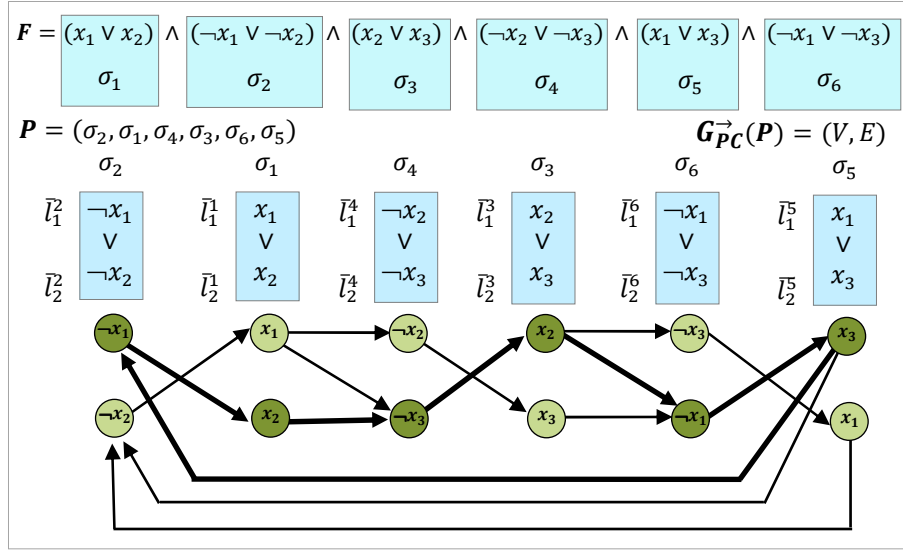 F = (x₁ ∨ x₂) ∧ (¬x₁ ∨ ¬x₂) ∧ (x₂ ∨ x₃) ∧ (¬x₂ ∨ ¬x₃) ∧ (x₁ ∨ x₃) ∧ (¬x₁ ∨ ¬x₃)
σ₁ σ₂ σ₃ σ₄ σ₅ σ₆
P = (σ₂, σ₁, σ₄, σ₃, σ₆, σ₅) G⃗_PC(P) = (V, E)
σ₂ σ₁ σ₄ σ₃ σ₆ σ₅
l̄₁² ¬x₁ l̄₁¹ x₁ l̄₁⁴ ¬x₂ l̄₁³ x₂ l̄₁⁶ ¬x₁ l̄₁⁵ x₁
∨ ∨ ∨ ∨ ∨ ∨
l̄₂² ¬x₂ l̄₂¹ x₂ l̄₂⁴ ¬x₃ l̄₂³ x₃ l̄₂⁶ ¬x₃ l̄₂⁵ x₃
¬x₁ x₁ ¬x₂ x₂ ¬x₃ x₃
¬x₂ x₂ ¬x₃ x₃ ¬x₁ x₁